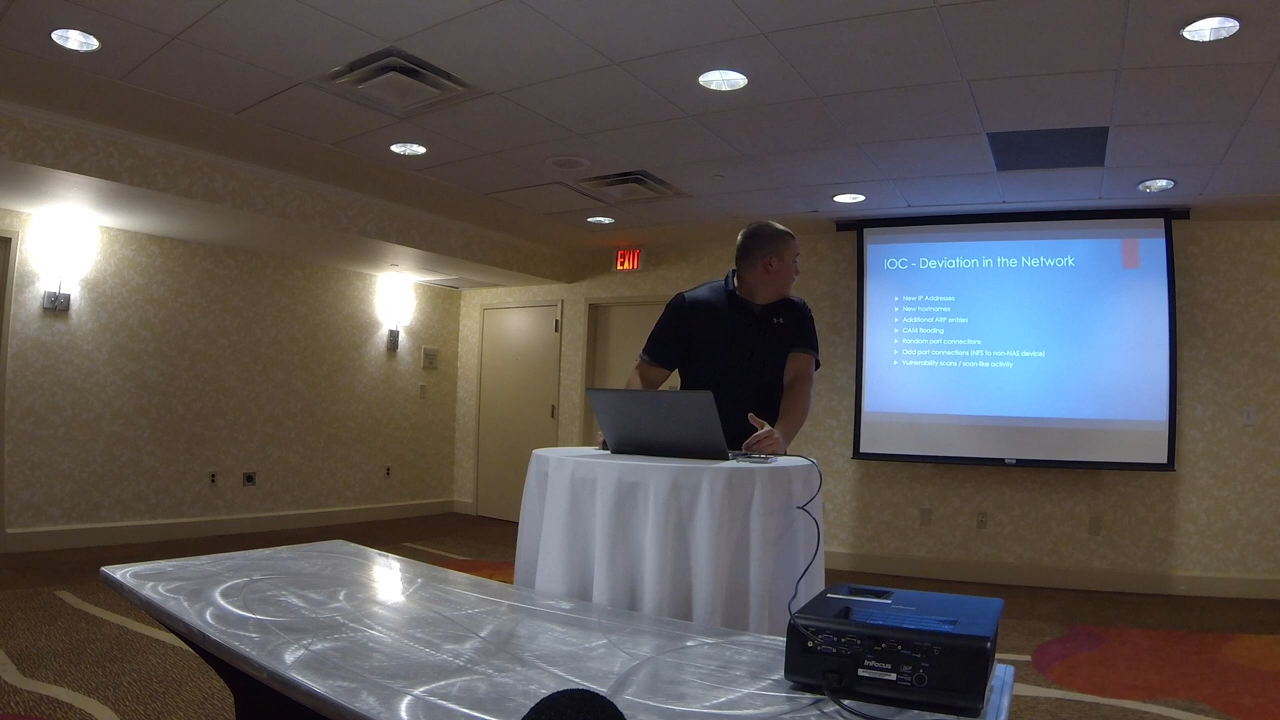 EXIT
IOC - Deviation in the Network
New IP Addresses
New hostnames
Additional ARP entries
CAM flooding
Random port connections
Odd port connections (NFS to non-NAS device)
Vulnerability scans / scan-like activity
InFocus